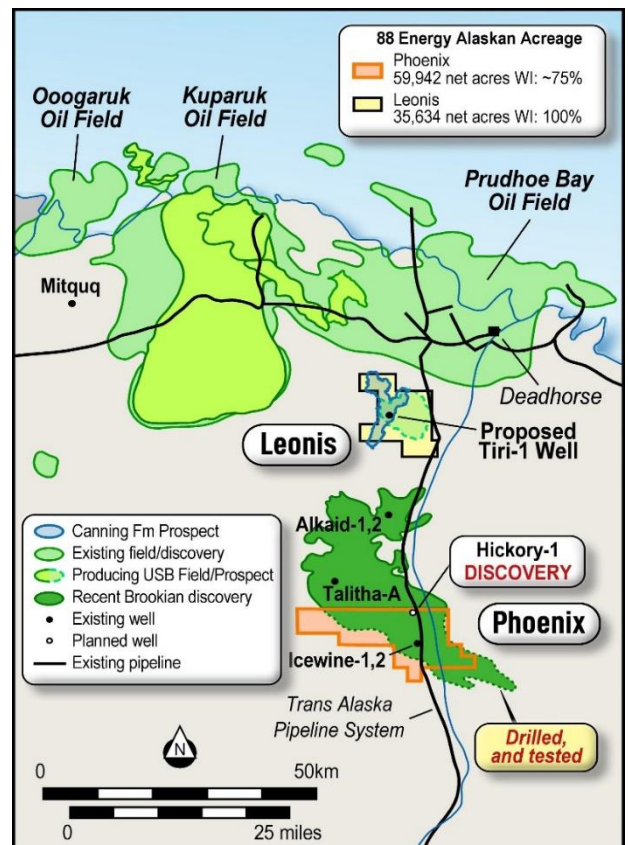 88 Energy Alaskan Acreage
Phoenix
59,942 net acres WI: ~75%
Leonis
35,634 net acres WI: 100%
Ooogaruk
Oil Field
Kuparuk
Oil Field
Prudhoe Bay
Oil Field
Mitquq
Deadhorse
Leonis
Proposed
Tiri-1 Well
Canning Fm Prospect
Existing field/discovery
Producing USB Field/Prospect
Recent Brookian discovery
Existing well
Planned well
Existing pipeline
Alkaid-1,2
Hickory-1
DISCOVERY
Talitha-A
Phoenix
Icewine-1,2
Trans Alaska
Pipeline System
Drilled,
and tested
N
0 50km
0 25 miles